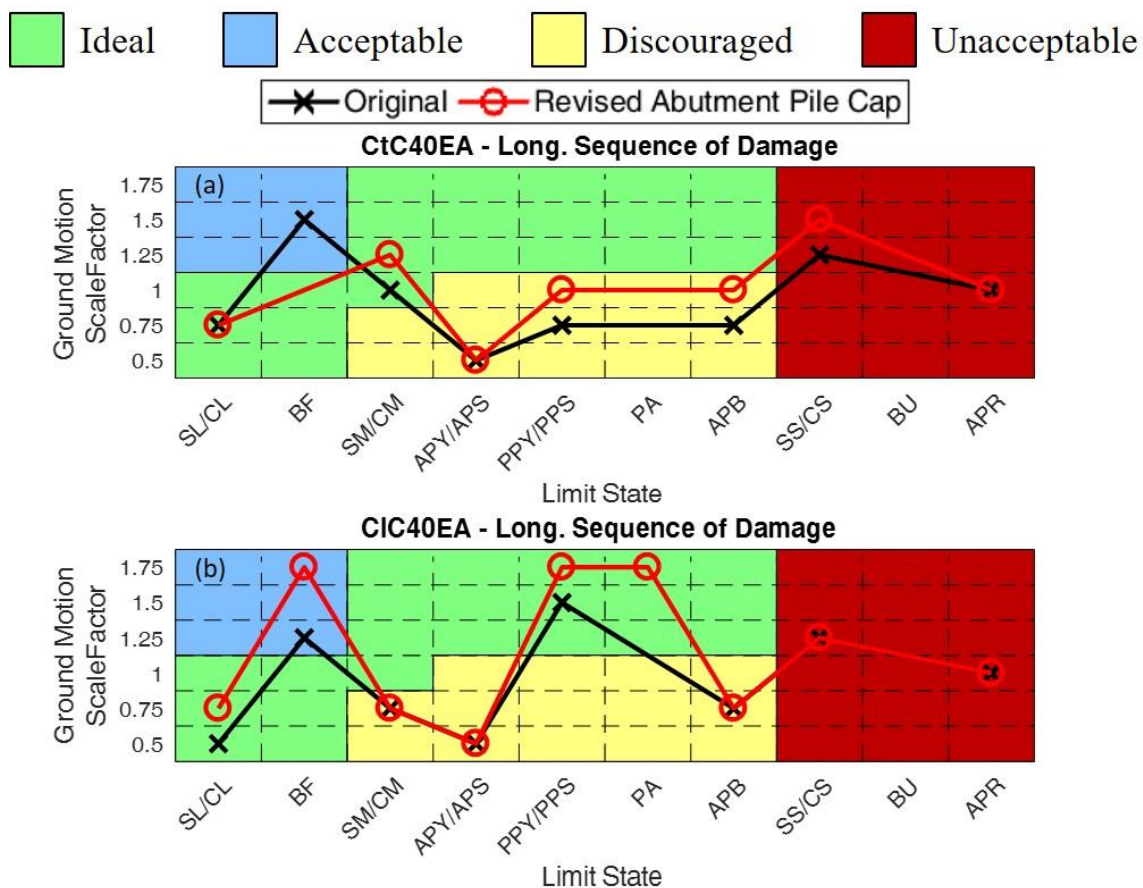 Ideal Acceptable Discouraged Unacceptable
Original Revised Abutment Pile Cap
CtC40EA - Long. Sequence of Damage
(a)
Ground Motion
ScaleFactor
1.75
1.5
1.25
1
0.75
0.5
SL/CL BF SM/CM APY/APS PPY/PPS PA APB SS/CS BU APR
Limit State
ClC40EA - Long. Sequence of Damage
(b)
Ground Motion
ScaleFactor
1.75
1.5
1.25
1
0.75
0.5
SL/CL BF SM/CM APY/APS PPY/PPS PA APB SS/CS BU APR
Limit State